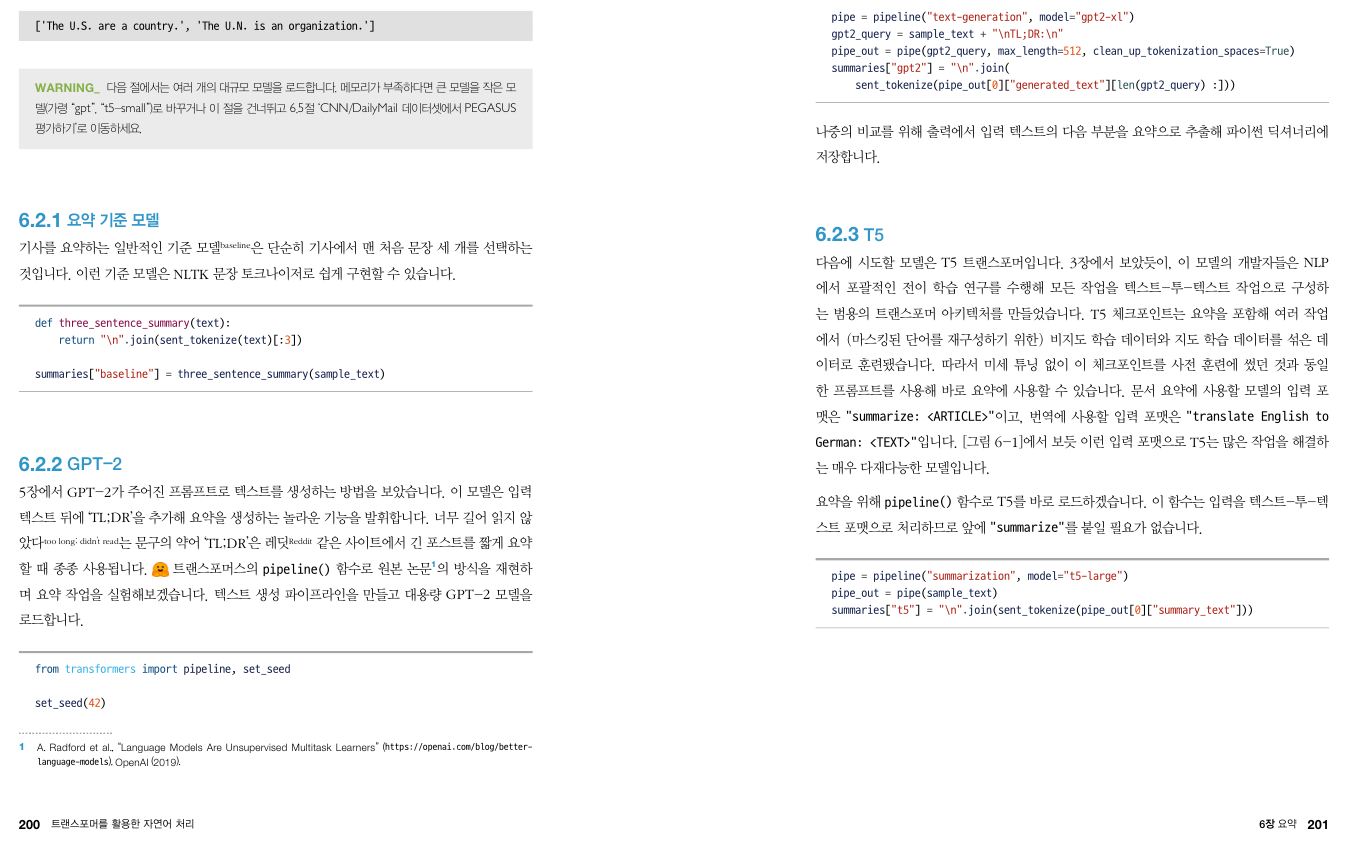 ['The U.S. are a country.', 'The U.N. is an organization.']
WARNING_ 다음 절에서는 여러 개의 대규모 모델을 로드합니다. 메모리가 부족하다면 큰 모델을 작은 모
델(가령 “gpt”, “t5-small”)로 바꾸거나 이 절을 건너뛰고 6.5절 ‘CNN/DailyMail 데이터셋에서 PEGASUS
평가하기’로 이동하세요.
6.2.1 요약 기준 모델
기사를 요약하는 일반적인 기준 모델baseline은 단순히 기사에서 맨 처음 문장 세 개를 선택하는
것입니다. 이런 기준 모델은 NLTK 문장 토크나이저로 쉽게 구현할 수 있습니다.
def three_sentence_summary(text):
    return "\n".join(sent_tokenize(text)[:3])
summaries["baseline"] = three_sentence_summary(sample_text)
6.2.2 GPT-2
5장에서 GPT-2가 주어진 프롬프트로 텍스트를 생성하는 방법을 보았습니다. 이 모델은 입력
텍스트 뒤에 ‘TL;DR’을 추가해 요약을 생성하는 놀라운 기능을 발휘합니다. 너무 길어 읽지 않
았다too long; didn't read는 문구의 약어 ‘TL;DR’은 레딧Reddit 같은 사이트에서 긴 포스트를 짧게 요약
할 때 종종 사용됩니다. 🤗 트랜스포머스의 pipeline() 함수로 원본 논문1의 방식을 재현하
며 요약 작업을 실험해보겠습니다. 텍스트 생성 파이프라인을 만들고 대용량 GPT-2 모델을
로드합니다.
from transformers import pipeline, set_seed
set_seed(42)
1 A. Radford et al., “Language Models Are Unsupervised Multitask Learners” (https://openai.com/blog/better-
language-models), OpenAI (2019).
200 트랜스포머를 활용한 자연어 처리
pipe = pipeline("text-generation", model="gpt2-xl")
gpt2_query = sample_text + "\nTL;DR:\n"
pipe_out = pipe(gpt2_query, max_length=512, clean_up_tokenization_spaces=True)
summaries["gpt2"] = "\n".join(
    sent_tokenize(pipe_out[0]["generated_text"][len(gpt2_query) :]))
나중의 비교를 위해 출력에서 입력 텍스트의 다음 부분을 요약으로 추출해 파이썬 딕셔너리에
저장합니다.
6.2.3 T5
다음에 시도할 모델은 T5 트랜스포머입니다. 3장에서 보았듯이, 이 모델의 개발자들은 NLP
에서 포괄적인 전이 학습 연구를 수행해 모든 작업을 텍스트-투-텍스트 작업으로 구성하
는 범용의 트랜스포머 아키텍처를 만들었습니다. T5 체크포인트는 요약을 포함해 여러 작업
에서 (마스킹된 단어를 재구성하기 위한) 비지도 학습 데이터와 지도 학습 데이터를 섞은 데
이터로 훈련됐습니다. 따라서 미세 튜닝 없이 이 체크포인트를 사전 훈련에 썼던 것과 동일
한 프롬프트를 사용해 바로 요약에 사용할 수 있습니다. 문서 요약에 사용할 모델의 입력 포
맷은 "summarize: <ARTICLE>"이고, 번역에 사용할 입력 포맷은 "translate English to
German: <TEXT>"입니다. [그림 6-1]에서 보듯 이런 입력 포맷으로 T5는 많은 작업을 해결하
는 매우 다재다능한 모델입니다.
요약을 위해 pipeline() 함수로 T5를 바로 로드하겠습니다. 이 함수는 입력을 텍스트-투-텍
스트 포맷으로 처리하므로 앞에 "summarize"를 붙일 필요가 없습니다.
pipe = pipeline("summarization", model="t5-large")
pipe_out = pipe(sample_text)
summaries["t5"] = "\n".join(sent_tokenize(pipe_out[0]["summary_text"]))
6장 요약 201